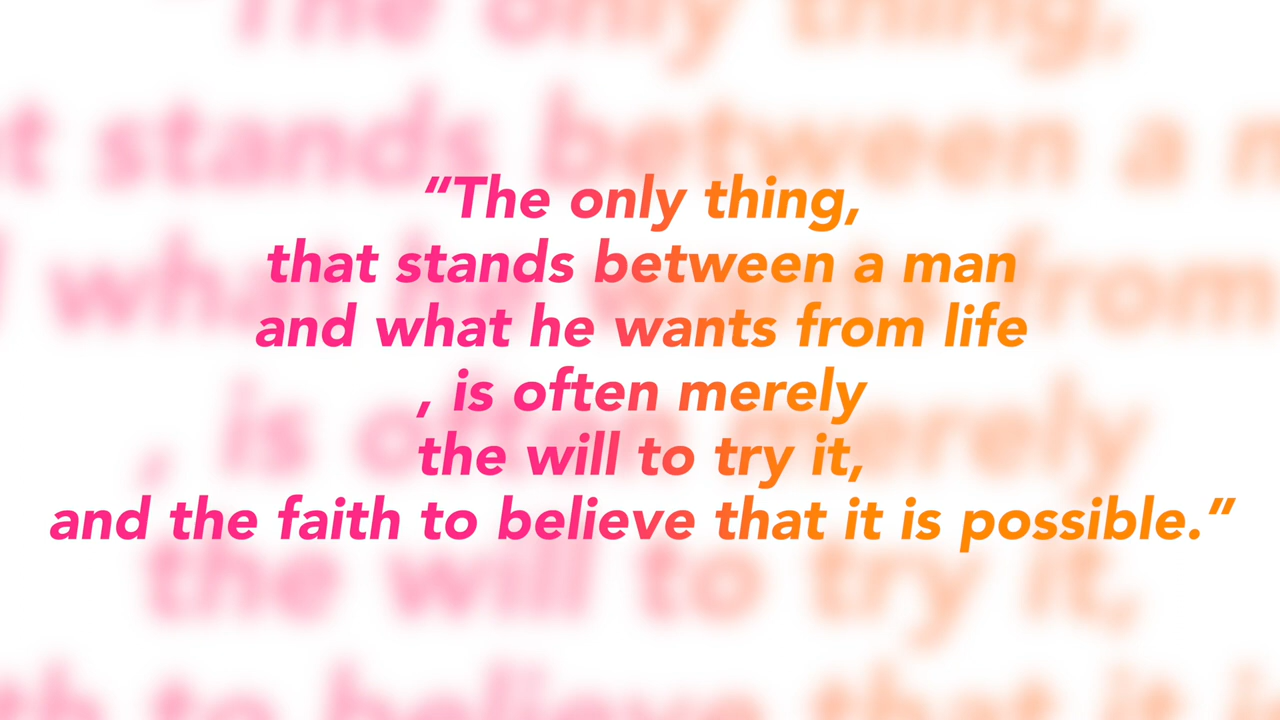 “The only thing,
that stands between a man
and what he wants from life
, is often merely
the will to try it,
and the faith to believe that it is possible.”